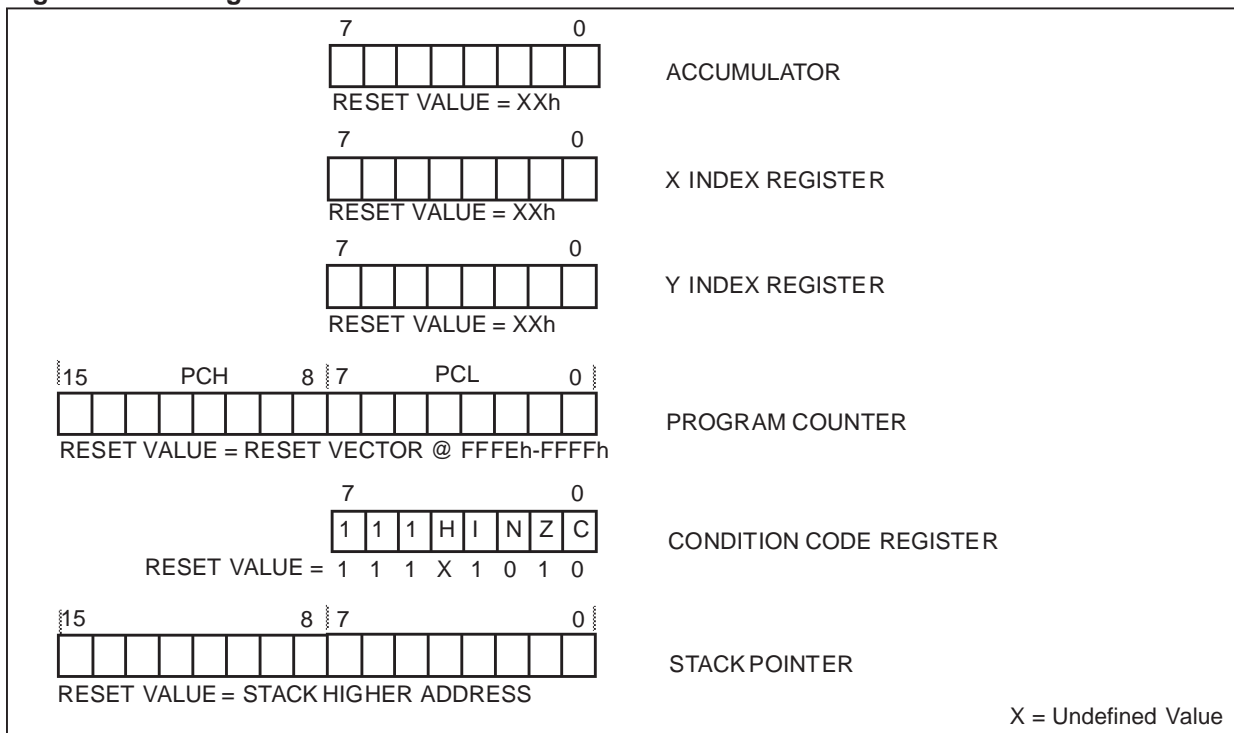 7 0
ACCUMULATOR
RESET VALUE = XXh
7 0
X INDEX REGISTER
RESET VALUE = XXh
7 0
Y INDEX REGISTER
RESET VALUE = XXh
15 PCH 8 7 PCL 0
PROGRAM COUNTER
RESET VALUE = RESET VECTOR @ FFFEh-FFFFh
7 0
1 1 1 H I N Z C
CONDITION CODE REGISTER
RESET VALUE = 1 1 1 X 1 0 1 0
15 8 7 0
STACK POINTER
RESET VALUE = STACK HIGHER ADDRESS
X = Undefined Value